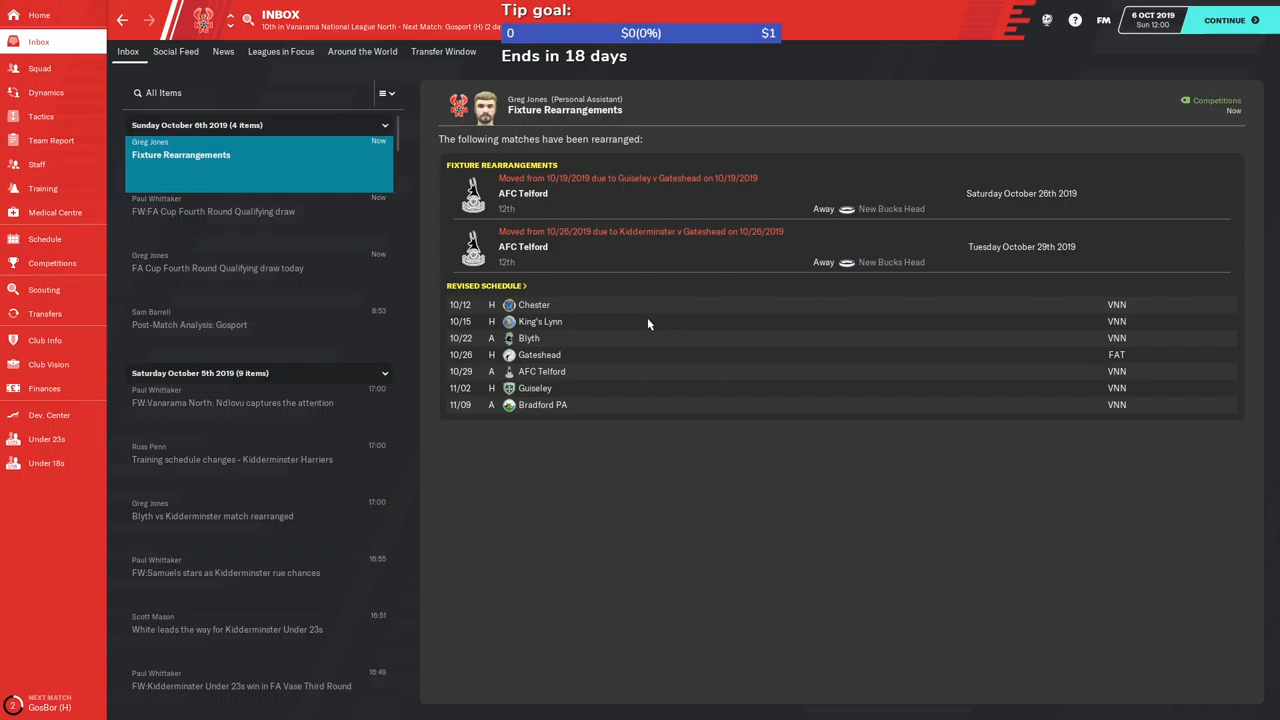 Home
Inbox
Squad
Dynamics
Tactics
Team Report
Staff
Training
Medical Centre
Schedule
Competitions
Scouting
Transfers
Club Info
Club Vision
Finances
Dev. Center
Under 23s
Under 18s
2
NEXT MATCH
GosBor (H)
INBOX
10th in Vanarama National League North - Next Match: Gosport (H) (2 da
Tip goal:
0 $0(0%) $1
Ends in 18 days
?
FM
6 OCT 2019
Sun 12:00
CONTINUE
Inbox Social Feed News Leagues in Focus Around the World Transfer Window
All Items
Sunday October 6th 2019 (4 items)
Greg Jones Now
Fixture Rearrangements
Paul Whittaker Now
FW:FA Cup Fourth Round Qualifying draw
Greg Jones Now
FA Cup Fourth Round Qualifying draw today
Sam Barrell 8:53
Post-Match Analysis: Gosport
Saturday October 5th 2019 (9 items)
Paul Whittaker 17:00
FW:Vanarama North: Ndlovu captures the attention
Russ Penn 17:00
Training schedule changes - Kidderminster Harriers
Greg Jones 17:00
Blyth vs Kidderminster match rearranged
Paul Whittaker 16:55
FW:Samuels stars as Kidderminster rue chances
Scott Mason 16:51
White leads the way for Kidderminster Under 23s
Paul Whittaker 16:49
FW:Kidderminster Under 23s win in FA Vase Third Round
Greg Jones (Personal Assistant)
Fixture Rearrangements
Competitions
Now
The following matches have been rearranged:
FIXTURE REARRANGEMENTS
Moved from 10/19/2019 due to Guiseley v Gateshead on 10/19/2019
AFC Telford Saturday October 26th 2019
12th Away New Bucks Head
Moved from 10/26/2019 due to Kidderminster v Gateshead on 10/26/2019
AFC Telford Tuesday October 29th 2019
12th Away New Bucks Head
REVISED SCHEDULE >
10/12 H Chester VNN
10/15 H King's Lynn VNN
10/22 A Blyth VNN
10/26 H Gateshead FAT
10/29 A AFC Telford VNN
11/02 H Guiseley VNN
11/09 A Bradford PA VNN